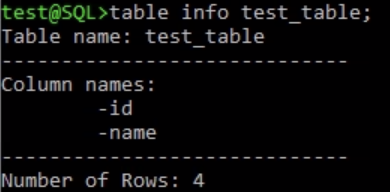 test@SQL>table info test_table;
Table name: test_table
-----------------------------
Column names:
-id
-name
-----------------------------
Number of Rows: 4